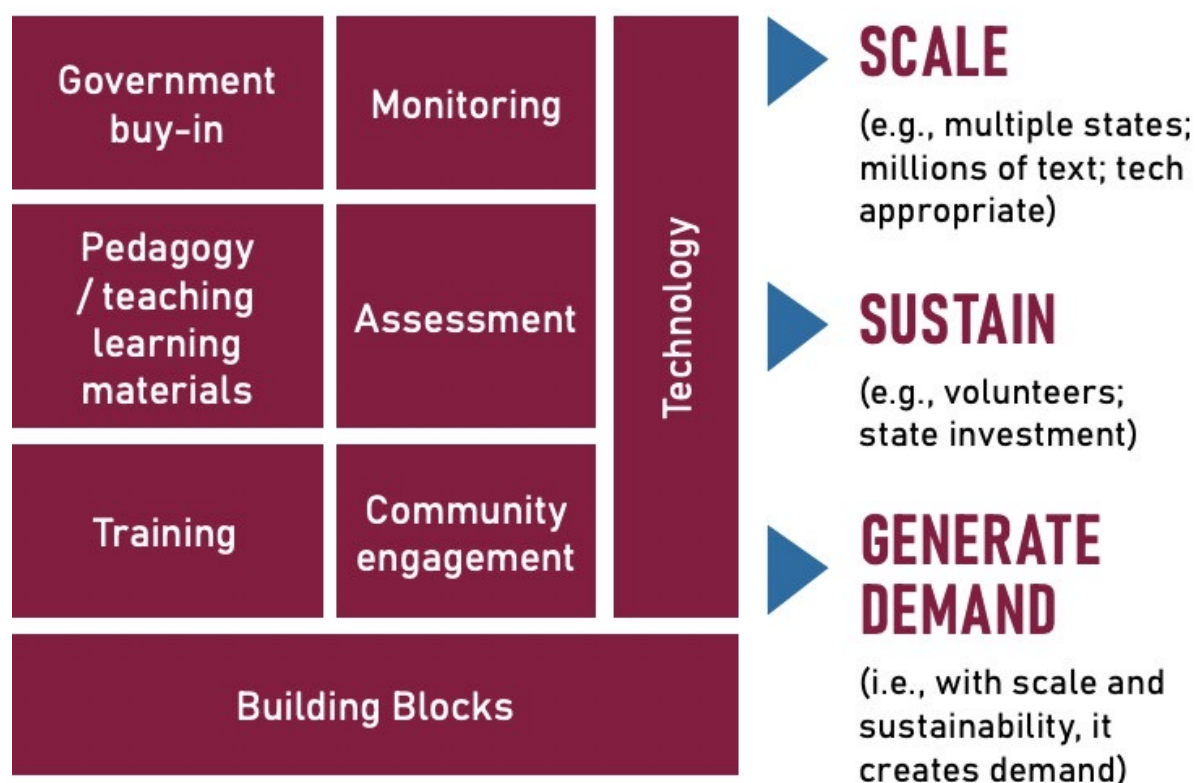 Government
buy-in
Monitoring
Pedagogy
/ teaching
learning
materials
Assessment
Training
Community
engagement
Technology
Building Blocks
SCALE
(e.g., multiple states;
millions of text; tech
appropriate)
SUSTAIN
(e.g., volunteers;
state investment)
GENERATE
DEMAND
(i.e., with scale and
sustainability, it
creates demand)